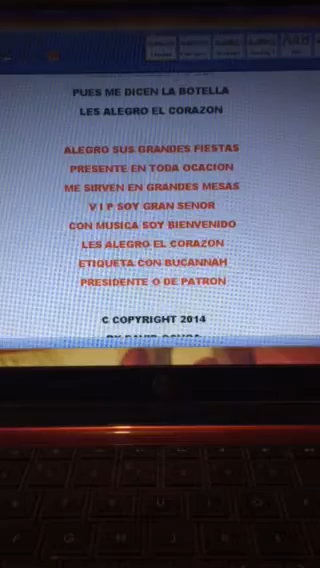 PUES ME DICEN LA BOTELLA
LES ALEGRO EL CORAZON
ALEGRO SUS GRANDES FIESTAS
PRESENTE EN TODA OCACION
ME SIRVEN EN GRANDES MESAS
V I P SOY GRAN SEÑOR
CON MUSICA SOY BIENVENIDO
LES ALEGRO EL CORAZON
ETIQUETA CON BUCANNAH
PRESIDENTE O DE PATRON
C COPYRIGHT 2014